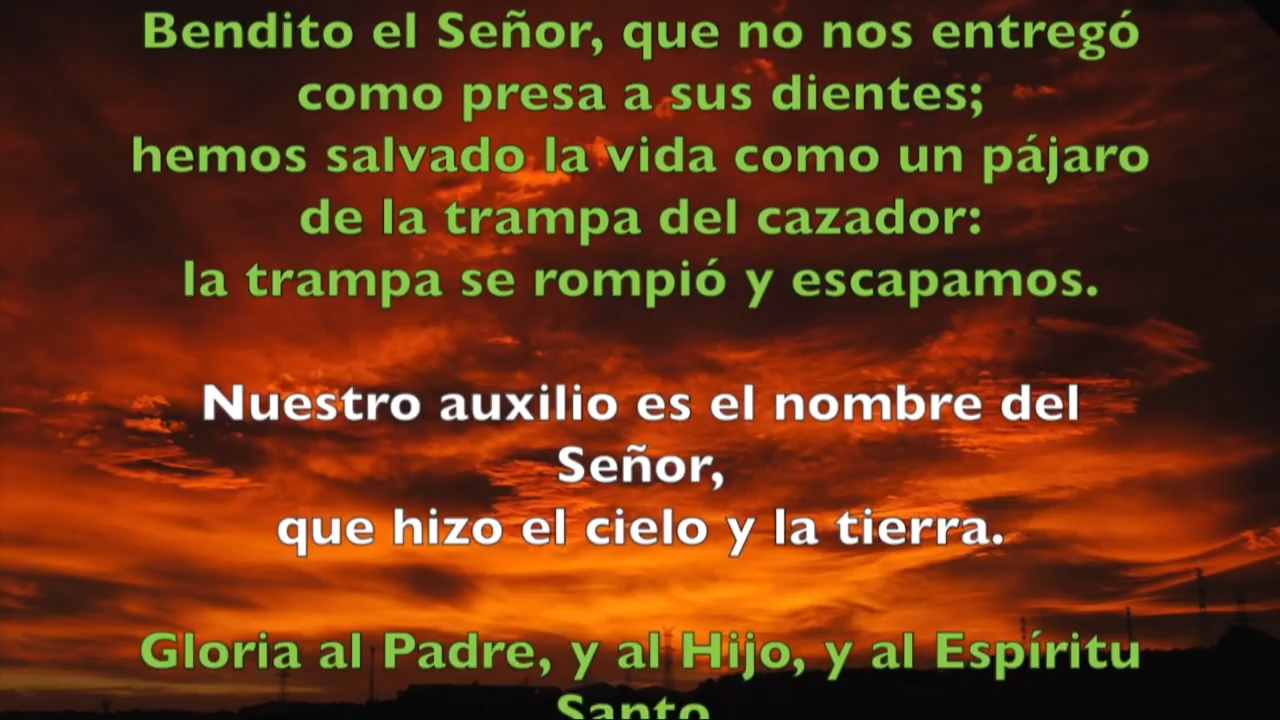 Bendito el Señor, que no nos entregó
como presa a sus dientes;
hemos salvado la vida como un pájaro
de la trampa del cazador:
la trampa se rompió y escapamos.
Nuestro auxilio es el nombre del
Señor,
que hizo el cielo y la tierra.
Gloria al Padre, y al Hijo, y al Espíritu
Santo